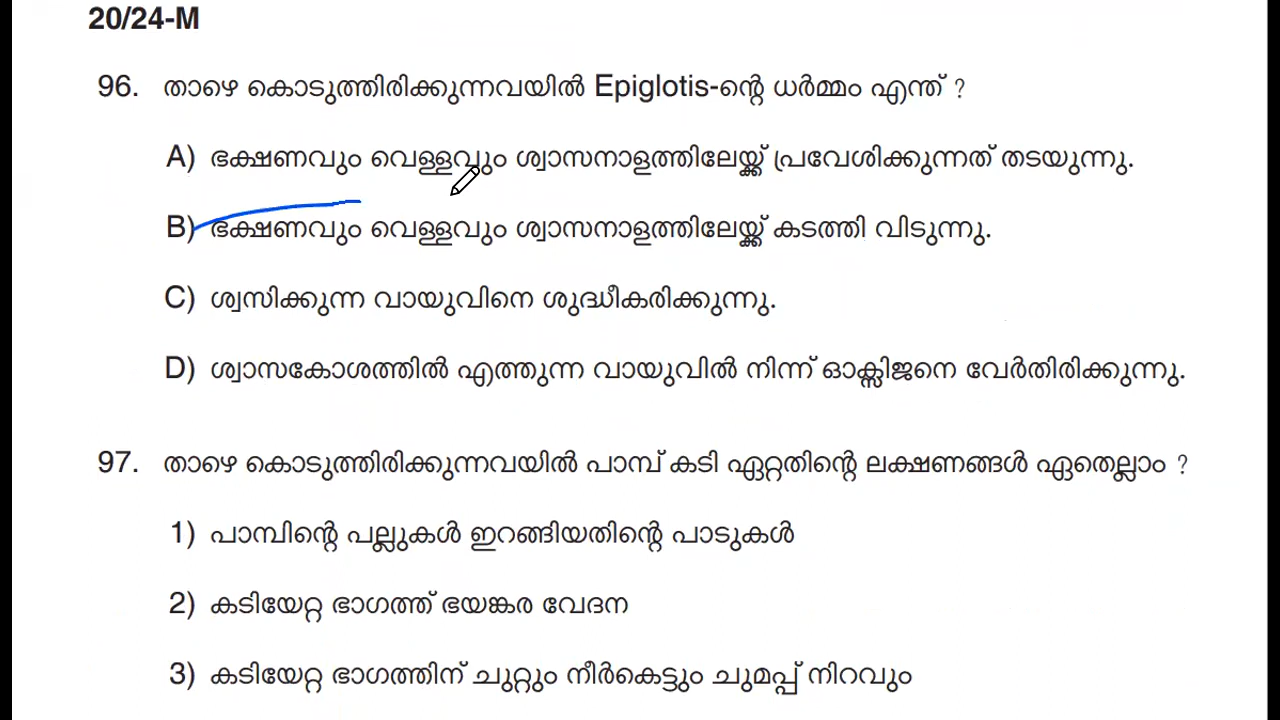 20/24-M
96. താഴെ കൊടുത്തിരിക്കുന്നവയിൽ Epiglotis-ന്റെ ധർമ്മം എന്ത് ?
A) ഭക്ഷണവും വെള്ളവും ശ്വാസനാളത്തിലേയ്ക്ക് പ്രവേശിക്കുന്നത് തടയുന്നു.
B) ഭക്ഷണവും വെള്ളവും ശ്വാസനാളത്തിലേയ്ക്ക് കടത്തി വിടുന്നു.
C) ശ്വസിക്കുന്ന വായുവിനെ ശുദ്ധീകരിക്കുന്നു.
D) ശ്വാസകോശത്തിൽ എത്തുന്ന വായുവിൽ നിന്ന് ഓക്സിജനെ വേർതിരിക്കുന്നു.
97. താഴെ കൊടുത്തിരിക്കുന്നവയിൽ പാമ്പ് കടി ഏറ്റതിന്റെ ലക്ഷണങ്ങൾ ഏതെല്ലാം ?
1) പാമ്പിന്റെ പല്ലുകൾ ഇറങ്ങിയതിന്റെ പാടുകൾ
2) കടിയേറ്റ ഭാഗത്ത് ഭയങ്കര വേദന
3) കടിയേറ്റ ഭാഗത്തിന് ചുറ്റും നീർകെട്ടും ചുമപ്പ് നിറവും